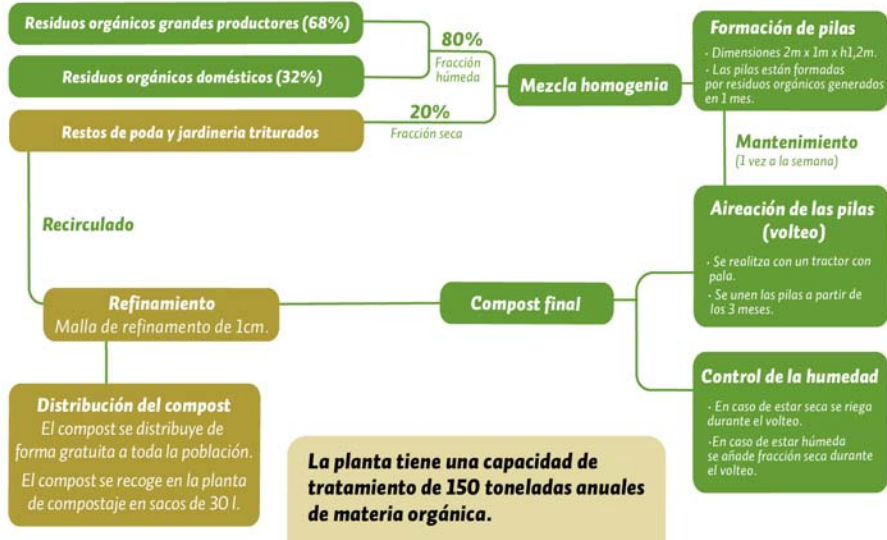 Residuos orgánicos grandes productores (68%)
Residuos orgánicos domésticos (32%)
Restos de poda y jardineria triturados
80%
Fracción
húmeda
20%
Fracción seca
Mezcla homogenia
Formación de pilas
· Dimensiones 2m x 1m x h1,2m.
· Las pilas están formadas
por residuos orgánicos generados
en 1 mes.
Mantenimiento
(1 vez a la semana)
Aireación de las pilas
(volteo)
· Se realitza con un tractor con
pala.
· Se unen las pilas a partir de
los 3 meses.
Control de la humedad
· En caso de estar seca se riega
durante el volteo.
·En caso de estar húmeda
se añade fracción seca durante
el volteo.
Compost final
Recirculado
Refinamiento
Malla de refinamento de 1cm.
Distribución del compost
El compost se distribuye de
forma gratuita a toda la población.
El compost se recoge en la planta
de compostaje en sacos de 30 l.
La planta tiene una capacidad de
tratamiento de 150 toneladas anuales
de materia orgánica.